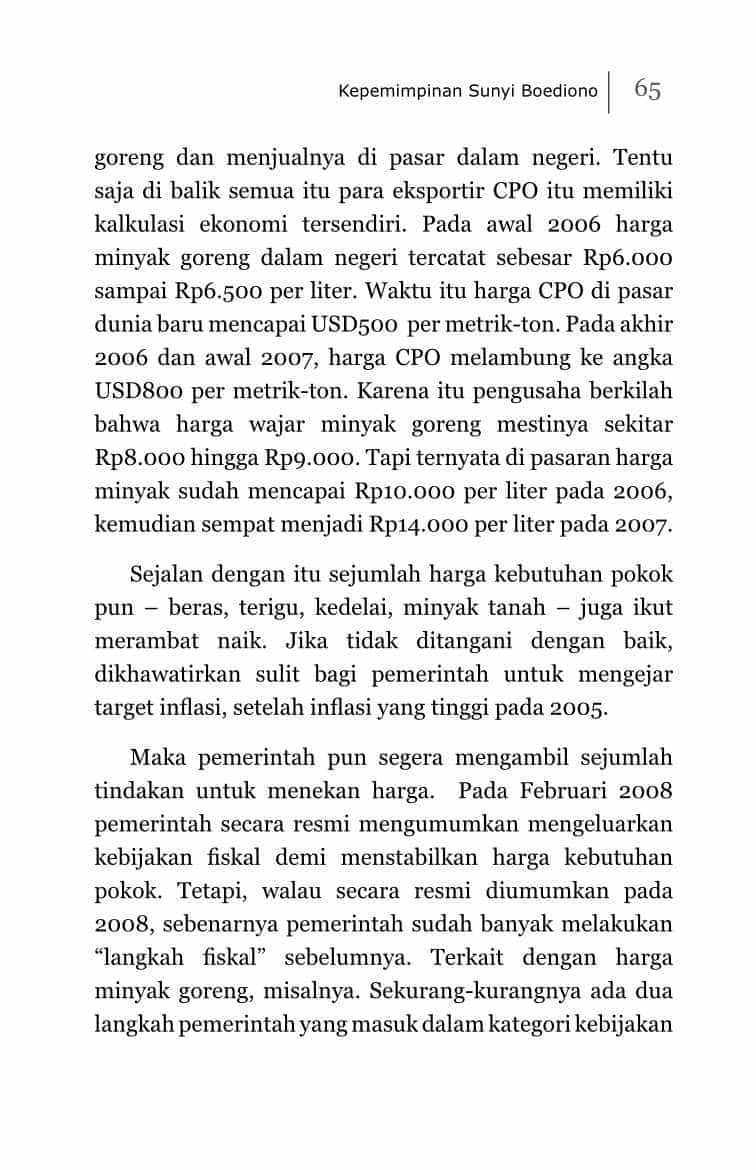 Kepemimpinan Sunyi Boediono 65
goreng dan menjualnya di pasar dalam negeri. Tentu
saja di balik semua itu para eksportir CPO itu memiliki
kalkulasi ekonomi tersendiri. Pada awal 2006 harga
minyak goreng dalam negeri tercatat sebesar Rp6.000
sampai Rp6.500 per liter. Waktu itu harga CPO di pasar
dunia baru mencapai USD500 per metrik-ton. Pada akhir
2006 dan awal 2007, harga CPO melambung ke angka
USD800 per metrik-ton. Karena itu pengusaha berkilah
bahwa harga wajar minyak goreng mestinya sekitar
Rp8.000 hingga Rp9.000. Tapi ternyata di pasaran harga
minyak sudah mencapai Rp10.000 per liter pada 2006,
kemudian sempat menjadi Rp14.000 per liter pada 2007.
Sejalan dengan itu sejumlah harga kebutuhan pokok
pun – beras, terigu, kedelai, minyak tanah – juga ikut
merambat naik. Jika tidak ditangani dengan baik,
dikhawatirkan sulit bagi pemerintah untuk mengejar
target inflasi, setelah inflasi yang tinggi pada 2005.
Maka pemerintah pun segera mengambil sejumlah
tindakan untuk menekan harga. Pada Februari 2008
pemerintah secara resmi mengumumkan mengeluarkan
kebijakan fiskal demi menstabilkan harga kebutuhan
pokok. Tetapi, walau secara resmi diumumkan pada
2008, sebenarnya pemerintah sudah banyak melakukan
“langkah fiskal” sebelumnya. Terkait dengan harga
minyak goreng, misalnya. Sekurang-kurangnya ada dua
langkah pemerintah yang masuk dalam kategori kebijakan